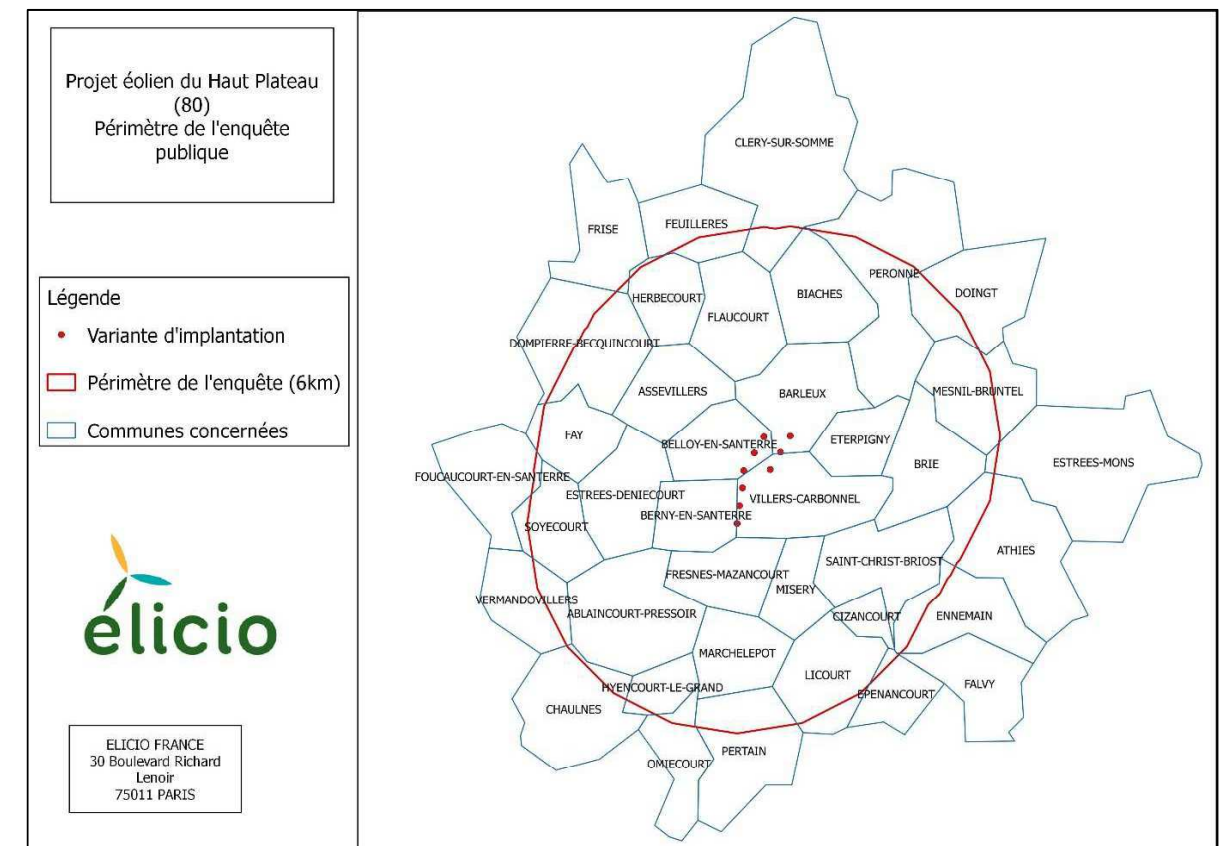 Projet éolien du Haut Plateau
(80)
Périmètre de l'enquête
publique
Légende
Variante d'implantation
Périmètre de l'enquête (6km)
Communes concernées
élicio
ELICIO FRANCE
30 Boulevard Richard
Lenoir
75011 PARIS
CLERY-SUR-SOMME
FRISE
FEUILLERES
PERONNE
DOINGT
HERBECOURT
BIACHES
FLAUCOURT
DOMPIERRE-BECQUINCOURT
ASSEVILLERS
BARLEUX
MESNIL-BRUNTEL
FAY
BELLOY-EN-SANTERRE
ETERPIGNY
BRIE
ESTREES-MONS
FOUCAUCOURT-EN-SANTERRE
ESTREES-DENIECOURT
VILLERS-CARBONNEL
BERNY-EN-SANTERRE
SOYECOURT
ATHIES
SAINT-CHRIST-BRIOST
FRESNES-MAZANCOURT
MISERY
VERMANDOVILLERS
ABLAINCOURT-PRESSOIR
CIZANCOURT
ENNEMAIN
MARCHELEPOT
LICOURT
FALVY
HYENCOURT-LE-GRAND
EPENANCOURT
CHAULNES
PERTAIN
OMIECOURT